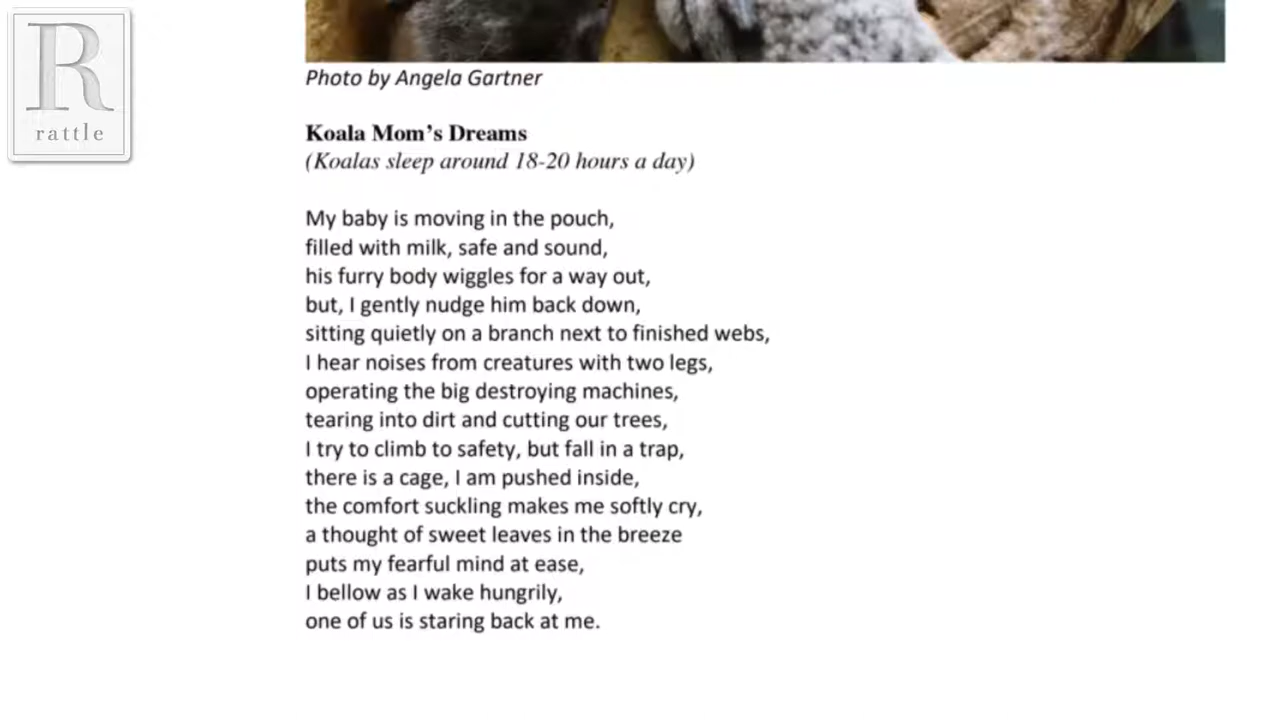 R
rattle
Photo by Angela Gartner
Koala Mom’s Dreams
(Koalas sleep around 18-20 hours a day)
My baby is moving in the pouch,
filled with milk, safe and sound,
his furry body wiggles for a way out,
but, I gently nudge him back down,
sitting quietly on a branch next to finished webs,
I hear noises from creatures with two legs,
operating the big destroying machines,
tearing into dirt and cutting our trees,
I try to climb to safety, but fall in a trap,
there is a cage, I am pushed inside,
the comfort suckling makes me softly cry,
a thought of sweet leaves in the breeze
puts my fearful mind at ease,
I bellow as I wake hungrily,
one of us is staring back at me.